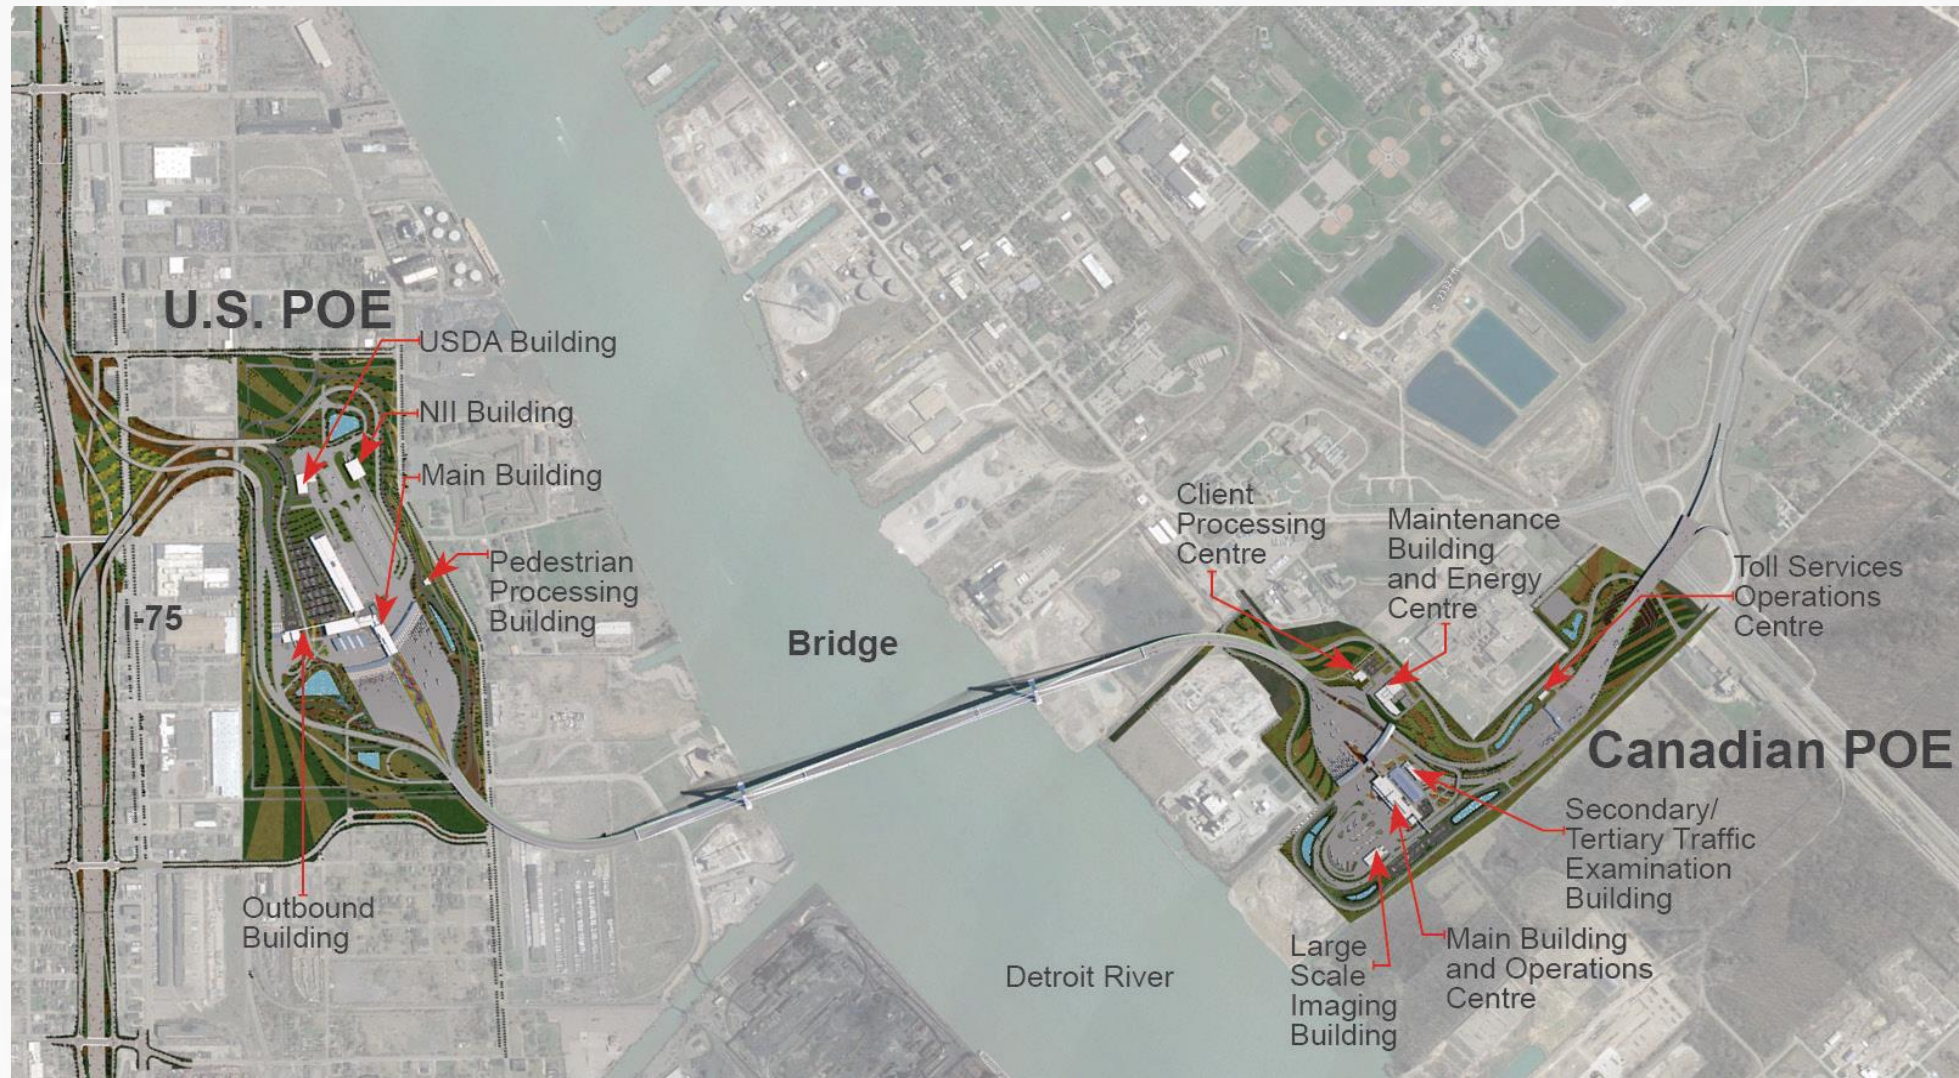 U.S. POE
USDA Building
NII Building
Main Building
Pedestrian
Processing
Building
I-75
Outbound
Building
Bridge
Detroit River
Client
Processing
Centre
Maintenance
Building
and Energy
Centre
Toll Services
Operations
Centre
Canadian POE
Secondary/
Tertiary Traffic
Examination
Building
Main Building
and Operations
Centre
Large
Scale
Imaging
Building